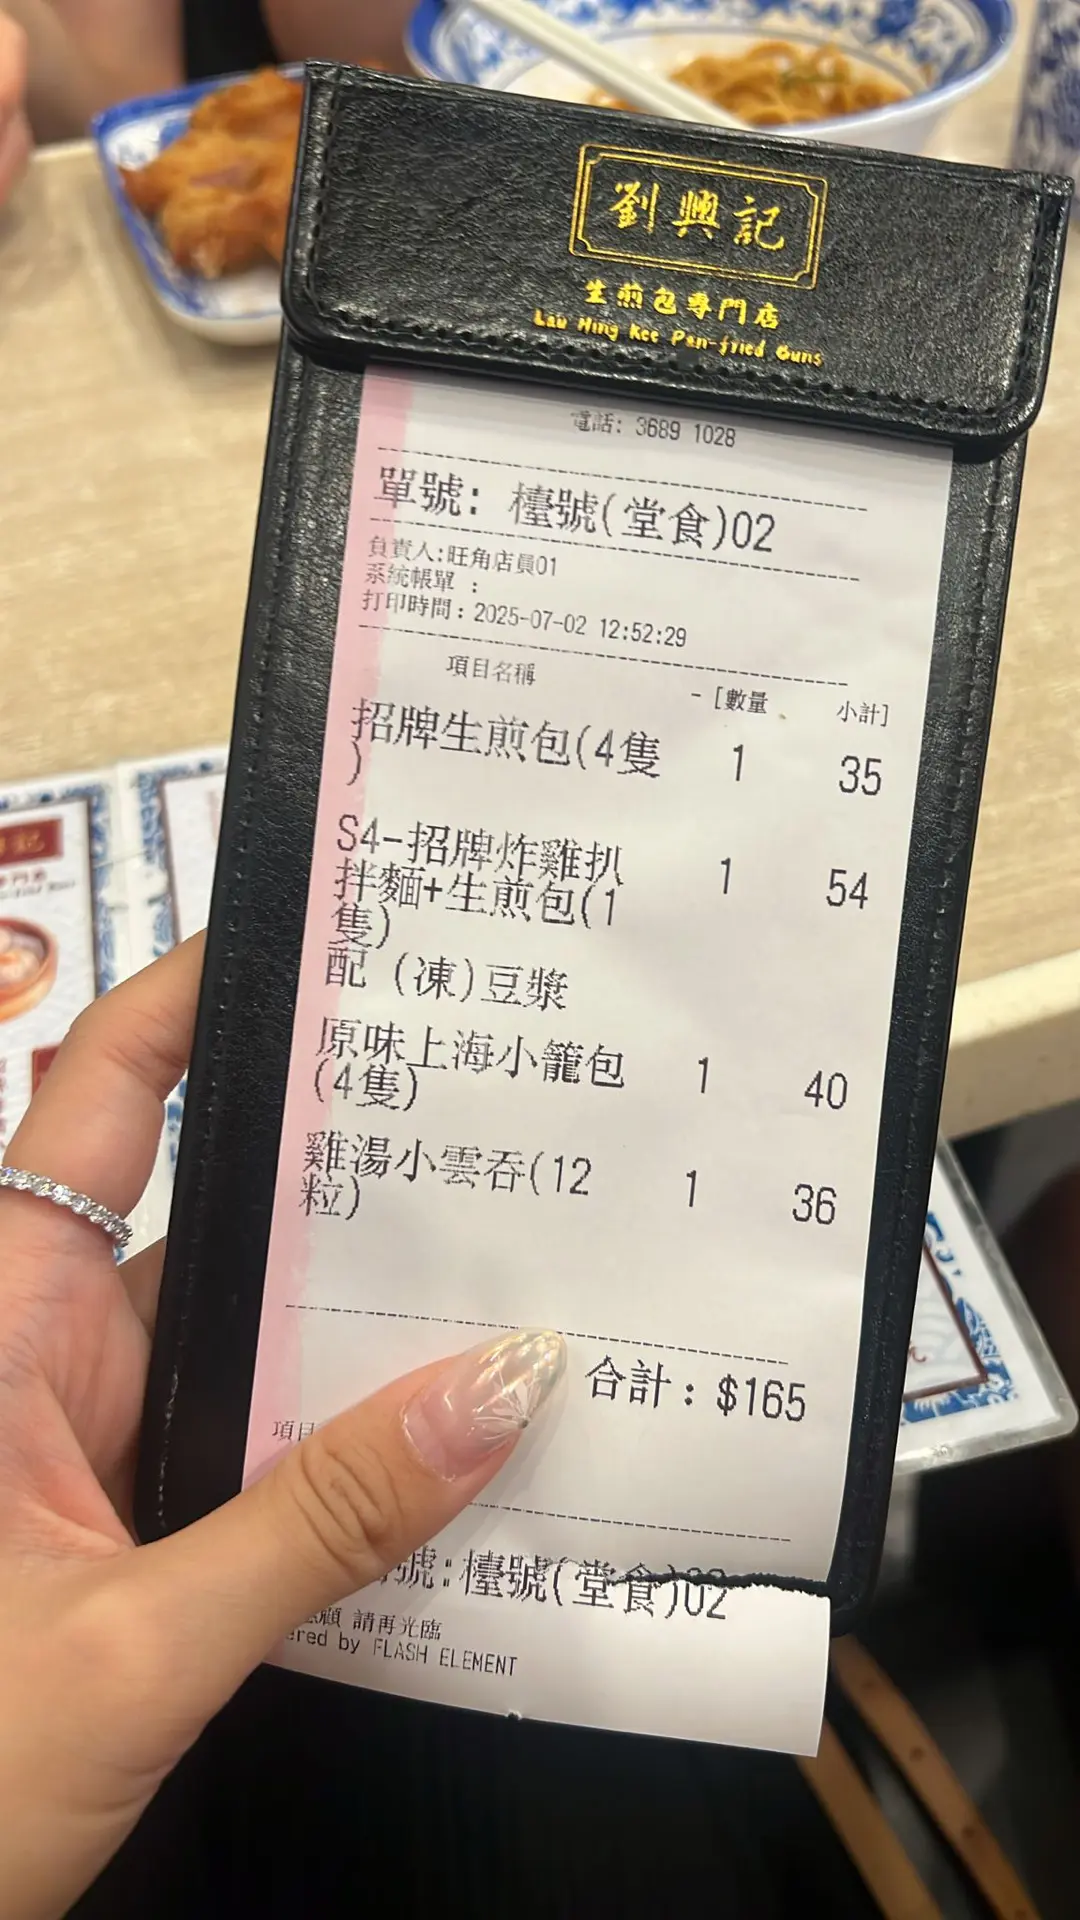 劉興記
生煎包專門店
Lau Hing Kee Pan-fried Buns
電話: 3689 1028
單號: 檯號(堂食)02
負責人:旺角店員01
系統帳單 :
打印時間:2025-07-02 12:52:29
項目名稱 -[數量 小計]
招牌生煎包(4隻 1 35
)
S4-招牌炸雞扒 1 54
拌麵+生煎包(1
隻)
配 (凍)豆漿
原味上海小籠包 1 40
(4隻)
雞湯小雲吞(12 1 36
粒)
合計:$165
項目
號:檯號(堂食)02
顧 請再光臨
ered by FLASH ELEMENT